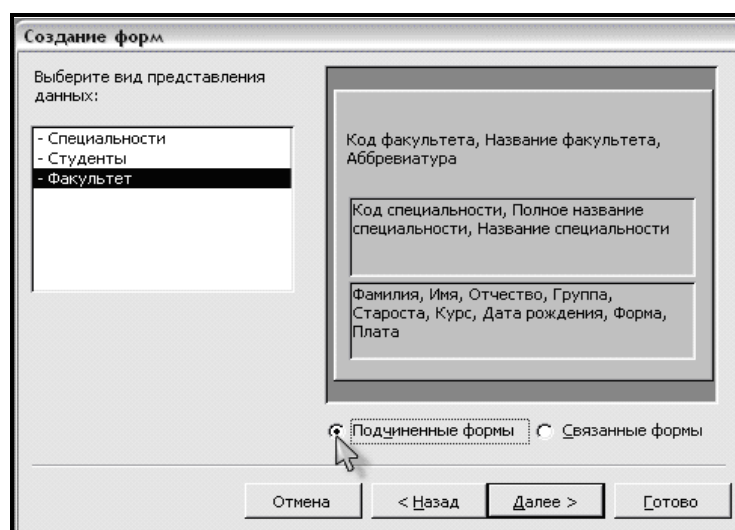 Создание форм
Выберите вид представления
данных:
- Специальности
- Студенты
- Факультет
Код факультета, Название факультета,
Аббревиатура
Код специальности, Полное название
специальности, Название специальности
Фамилия, Имя, Отчество, Группа,
Староста, Курс, Дата рождения, Форма,
Плата
Подчиненные формы
Связанные формы
Отмена
< Назад
Далее >
Готово